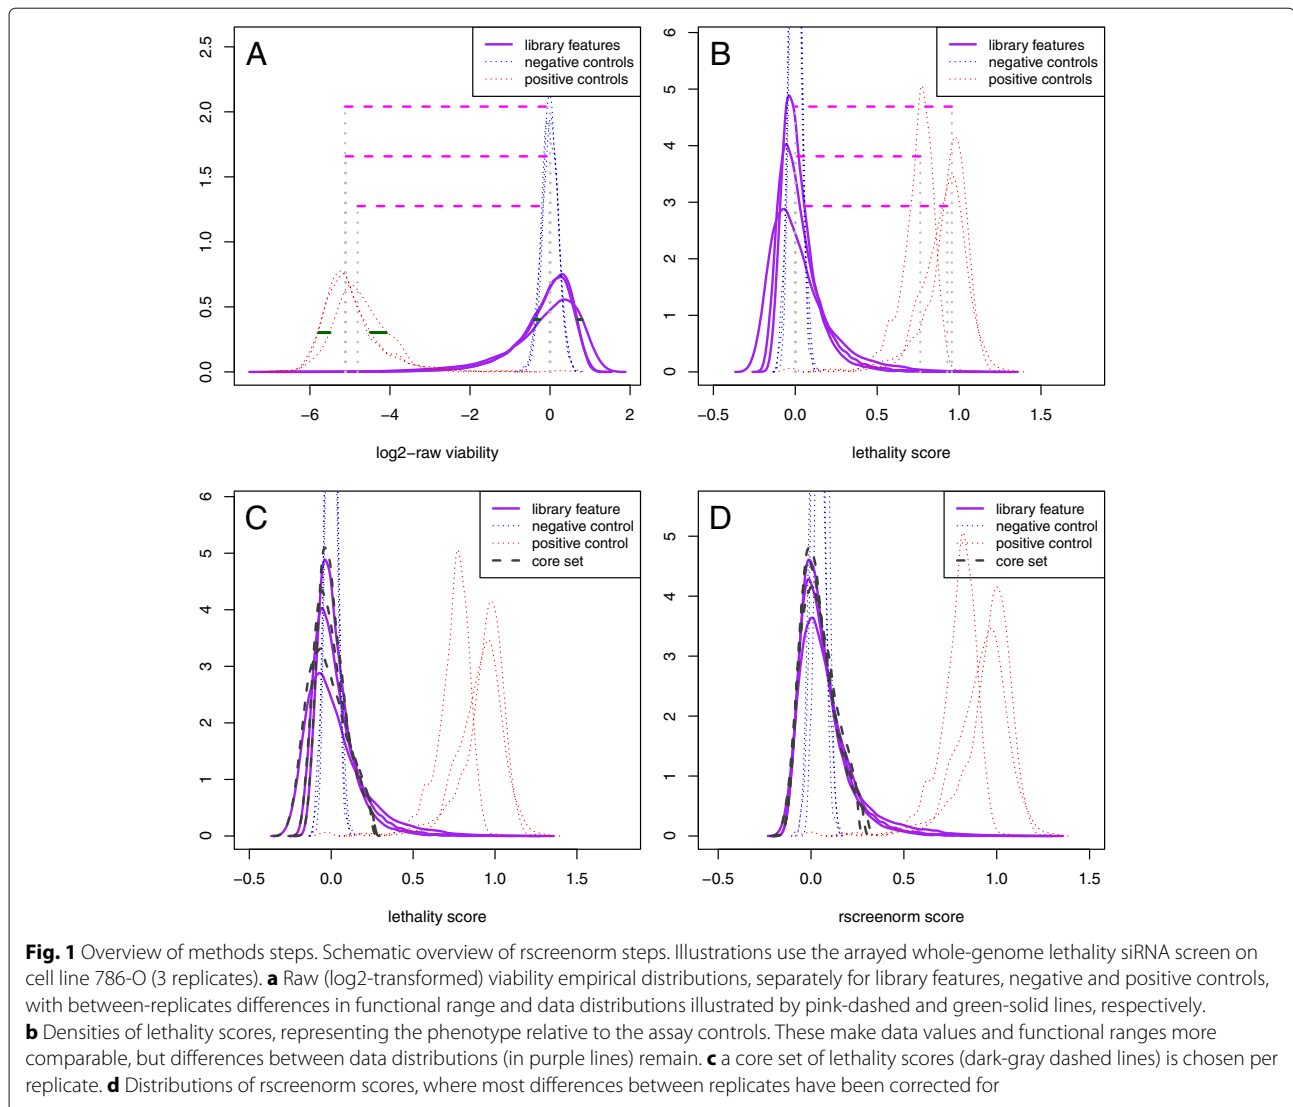 A
library features
negative controls
positive controls
2.5
2.0
1.5
1.0
0.5
0.0
−6
−4
−2
0
2
log2−raw viability
B
library features
negative controls
positive controls
6
5
4
3
2
1
0
−0.5
0.0
0.5
1.0
1.5
lethality score
C
library feature
negative control
positive control
core set
6
5
4
3
2
1
0
−0.5
0.0
0.5
1.0
1.5
lethality score
D
library feature
negative control
positive control
core set
5
4
3
2
1
0
−0.5
0.0
0.5
1.0
1.5
rscreenorm score
Fig. 1 Overview of methods steps. Schematic overview of rscreenorm steps. Illustrations use the arrayed whole-genome lethality siRNA screen on
cell line 786-O (3 replicates). a Raw (log2-transformed) viability empirical distributions, separately for library features, negative and positive controls,
with between-replicates differences in functional range and data distributions illustrated by pink-dashed and green-solid lines, respectively.
b Densities of lethality scores, representing the phenotype relative to the assay controls. These make data values and functional ranges more
comparable, but differences between data distributions (in purple lines) remain. c a core set of lethality scores (dark-gray dashed lines) is chosen per
replicate. d Distributions of rscreenorm scores, where most differences between replicates have been corrected for